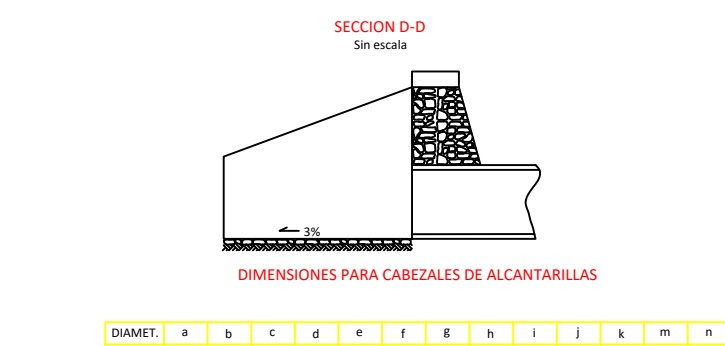 SECCION D-D
Sin escala
3%
DIMENSIONES PARA CABEZALES DE ALCANTARILLAS
DIAMET. a b c d e f g h i j k m n